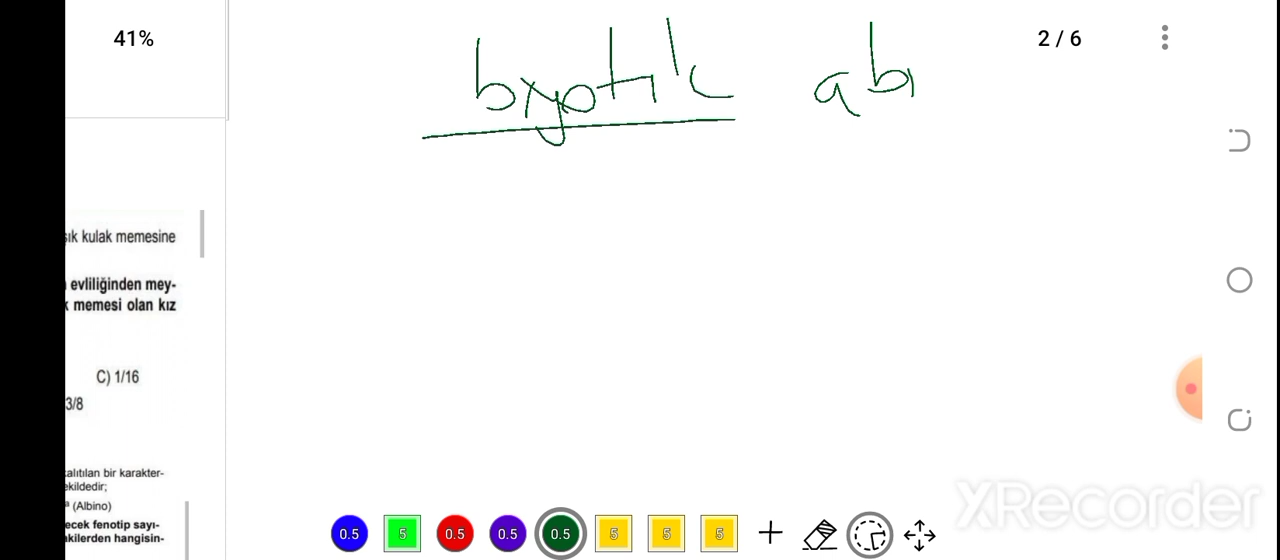 41%
byotik abı
2 / 6
sık kulak memesine
evliliğinden mey-
k memesi olan kız
C) 1/16
3/8
kalıtılan bir karakter-
ekildedir;
(Albino)
ecek fenotip sayı-
akilerden hangisin-
XRecorder
0.5 5 0.5 0.5 0.5 5 5 5